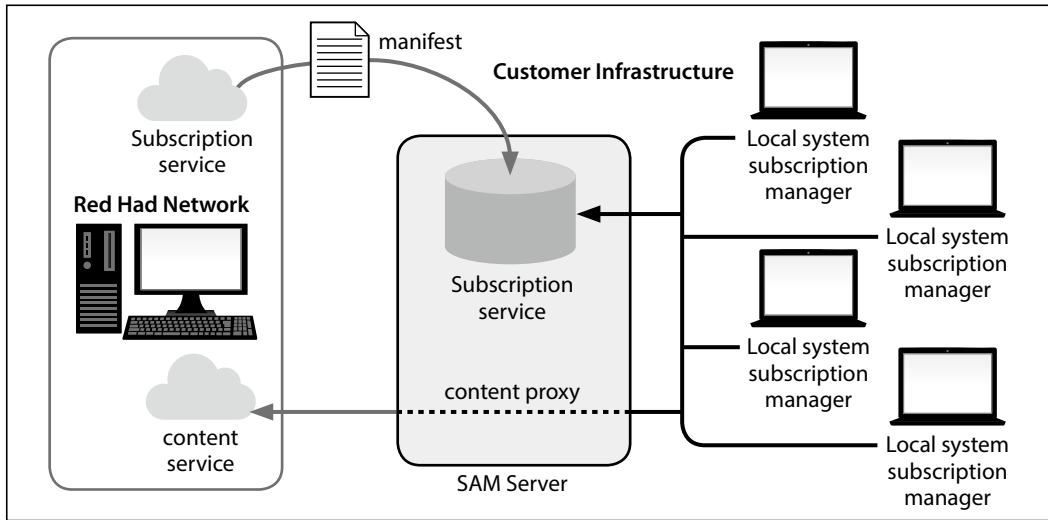 manifest
Customer Infrastructure
Subscription
service
Red Had Network
content
service
Subscription
service
content proxy
SAM Server
Local system
subscription
manager
Local system
subscription
manager
Local system
subscription
manager
Local system
subscription
manager